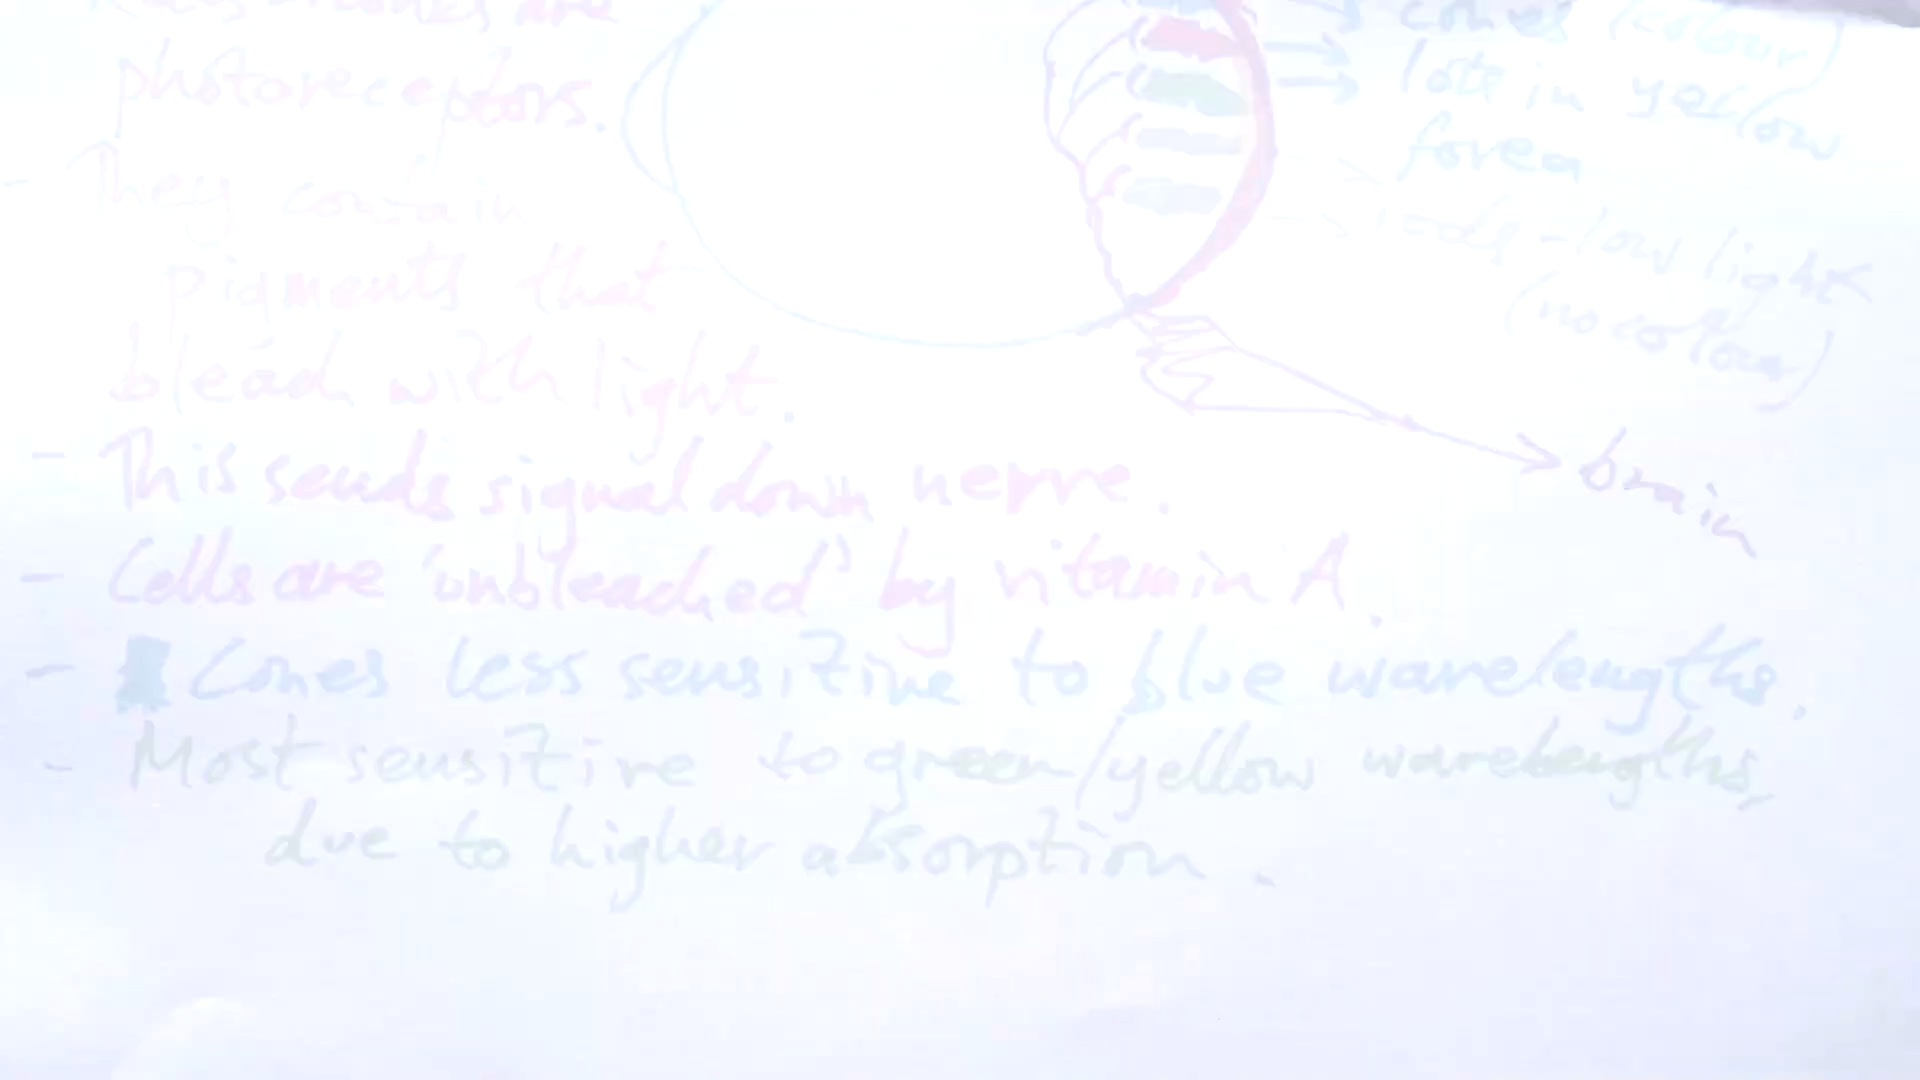 cones are
photoreceptors.
- They contain
pigments that
bleach with light.
- This sends signal down nerve.
- Cells are 'unbleached' by vitamin A.
- Cones less sensitive to blue wavelengths.
- Most sensitive to green/yellow wavelengths,
due to higher absorption.
cones (colour)
lots in yellow
fovea
rods - low light
(no colour)
brain